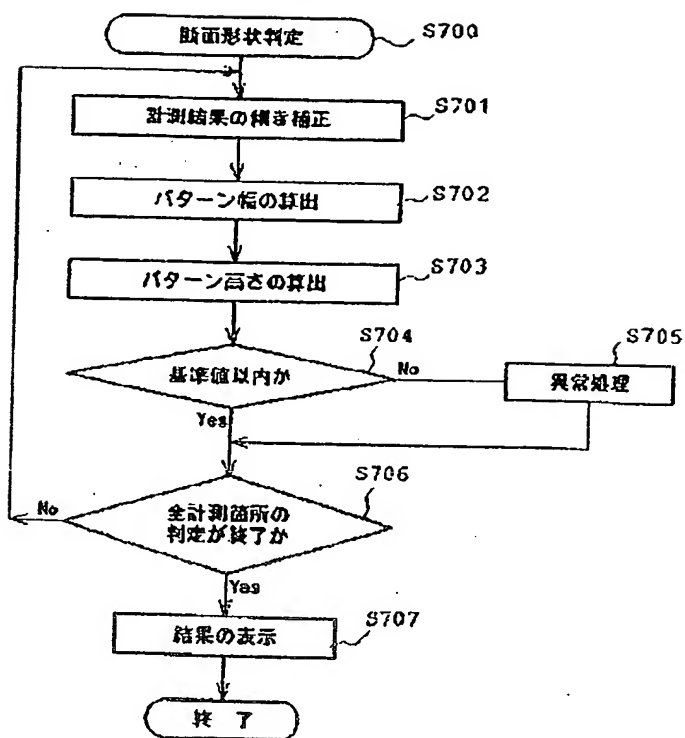 断面形状判定
S700
計測結果の傾き補正
S701
パターン幅の算出
S702
パターン高さの算出
S703
基準値以内か
S704
No
異常処理
S705
Yes
全計測箇所の
判定が終了か
S706
No
Yes
結果の表示
S707
終 了